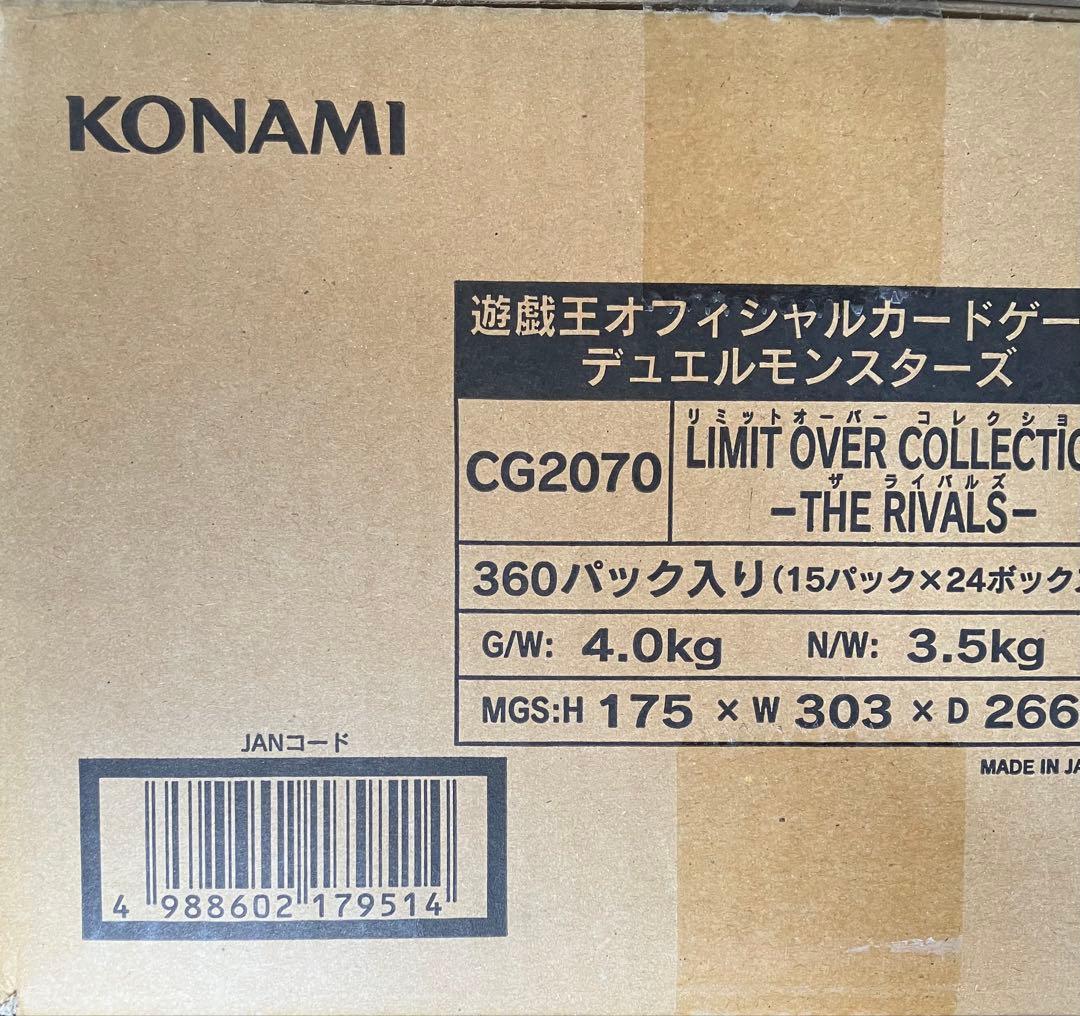 KONAMI
遊戯王オフィシャルカードゲー
デュエルモンスターズ
リミットオーバー コレクショ
CG2070 LIMIT OVER COLLECTIO
ザ ライバルズ
-THE RIVALS-
360パック入り(15パック×24ボック
G/W: 4.0kg N/W: 3.5kg
MGS:H 175 × W 303 × D 266
MADE IN JA
JANコード
4 988602 179514